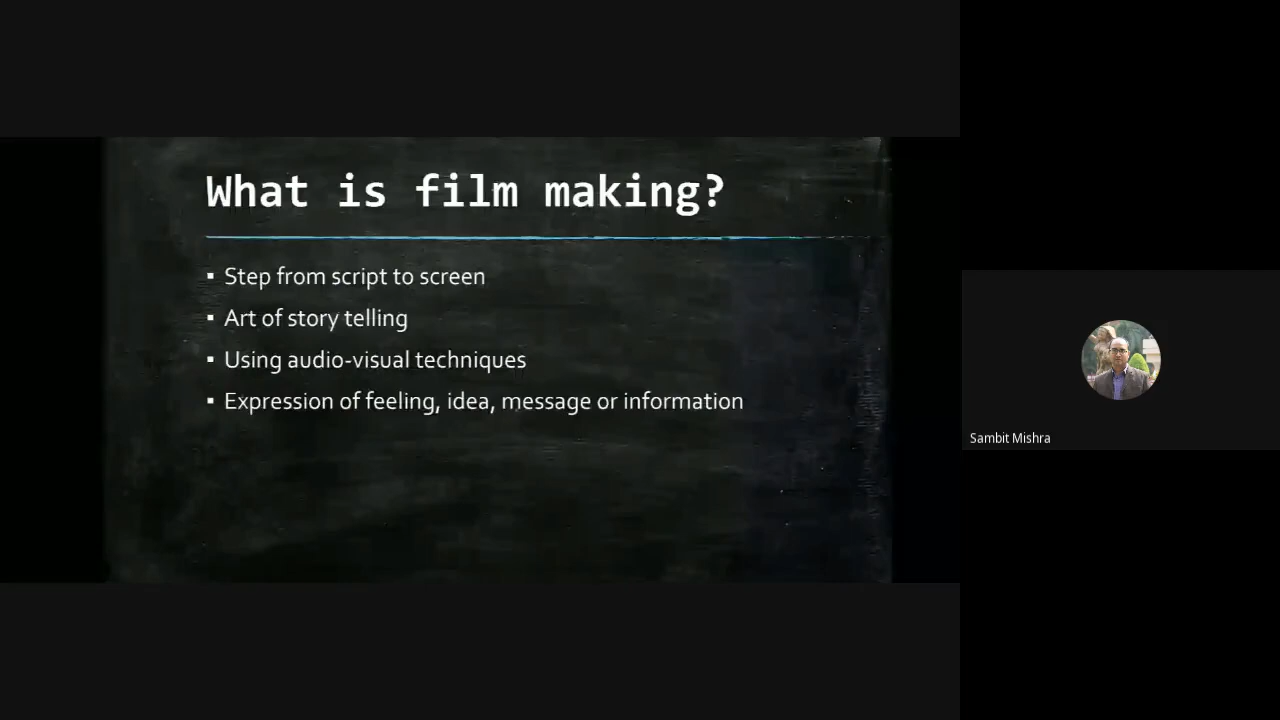 What is film making?
▪ Step from script to screen
▪ Art of story telling
▪ Using audio-visual techniques
▪ Expression of feeling, idea, message or information
Sambit Mishra